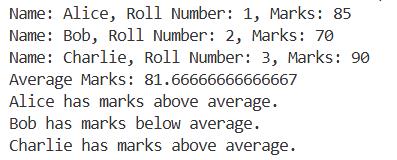 Name: Alice, Roll Number: 1, Marks: 85
Name: Bob, Roll Number: 2, Marks: 70
Name: Charlie, Roll Number: 3, Marks: 90
Average Marks: 81.66666666666667
Alice has marks above average.
Bob has marks below average.
Charlie has marks above average.